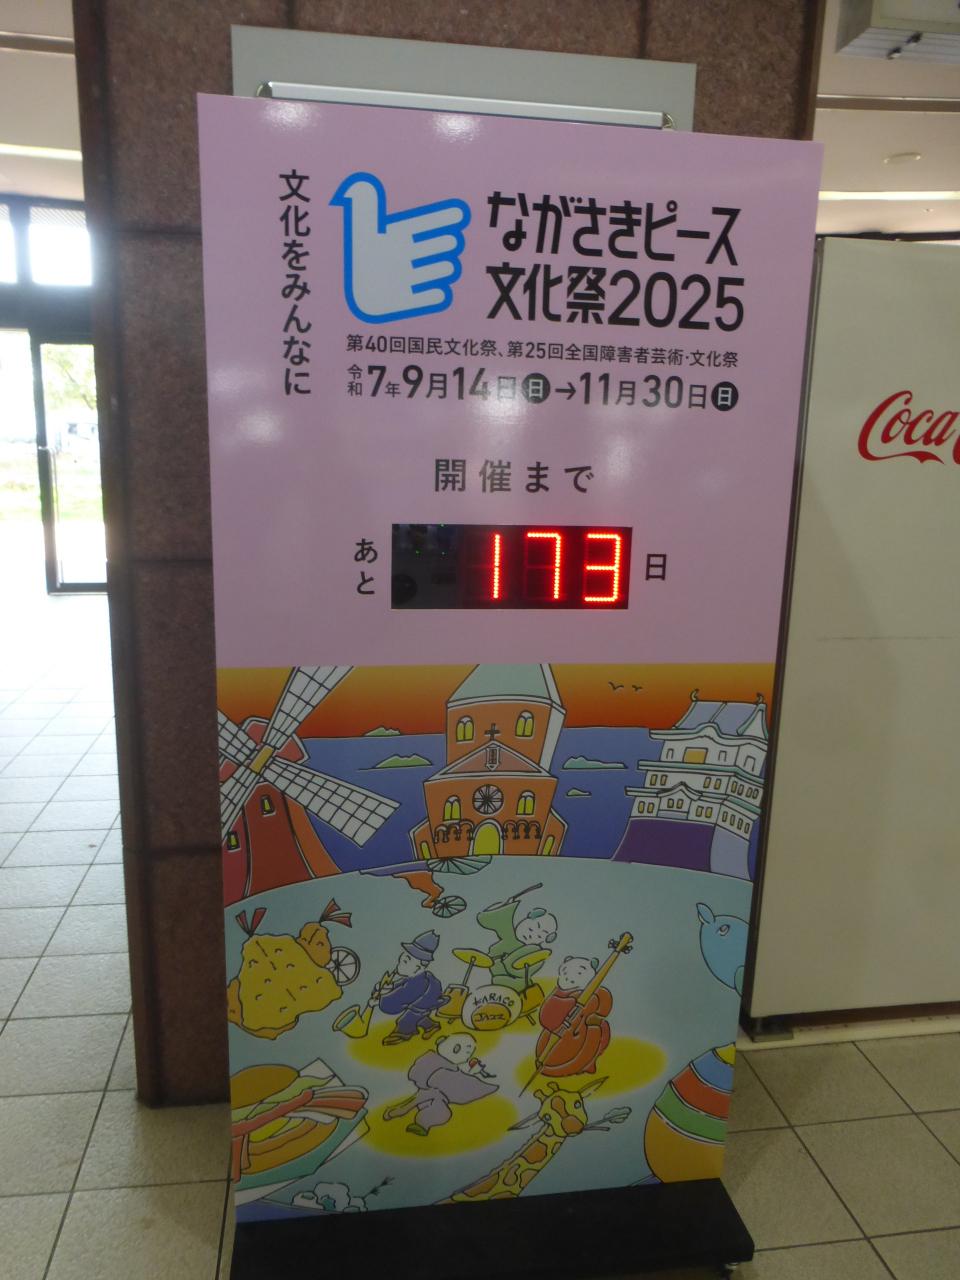 文化をみんなに
ながさきピース
文化祭2025
第40回国民文化祭、第25回全国障害者芸術・文化祭
令和7年9月14日日→11月30日日
開催まで
あと 173 日
KARACO
JAZZ
Coca